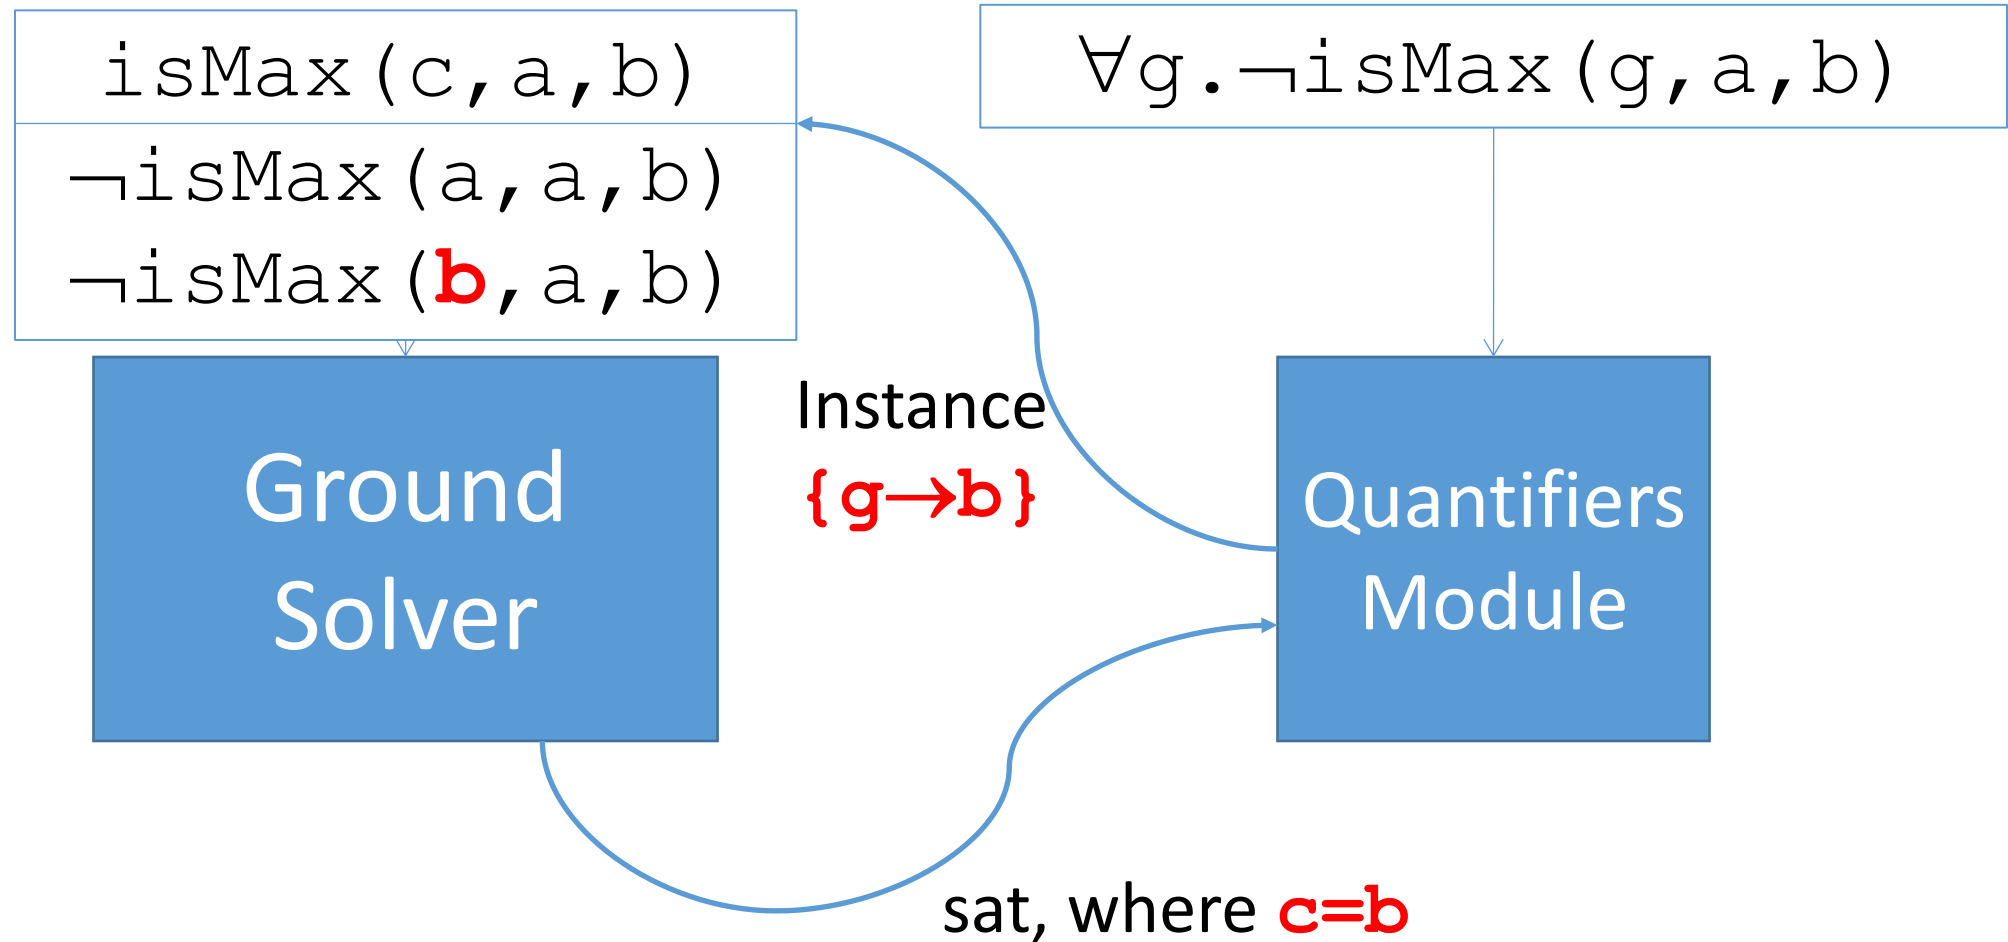 isMax(c,a,b)
¬isMax(a,a,b)
¬isMax(b,a,b)
∀g.¬isMax(g,a,b)
Ground
Solver
Instance
{g→b}
Quantifiers
Module
sat, where c=b